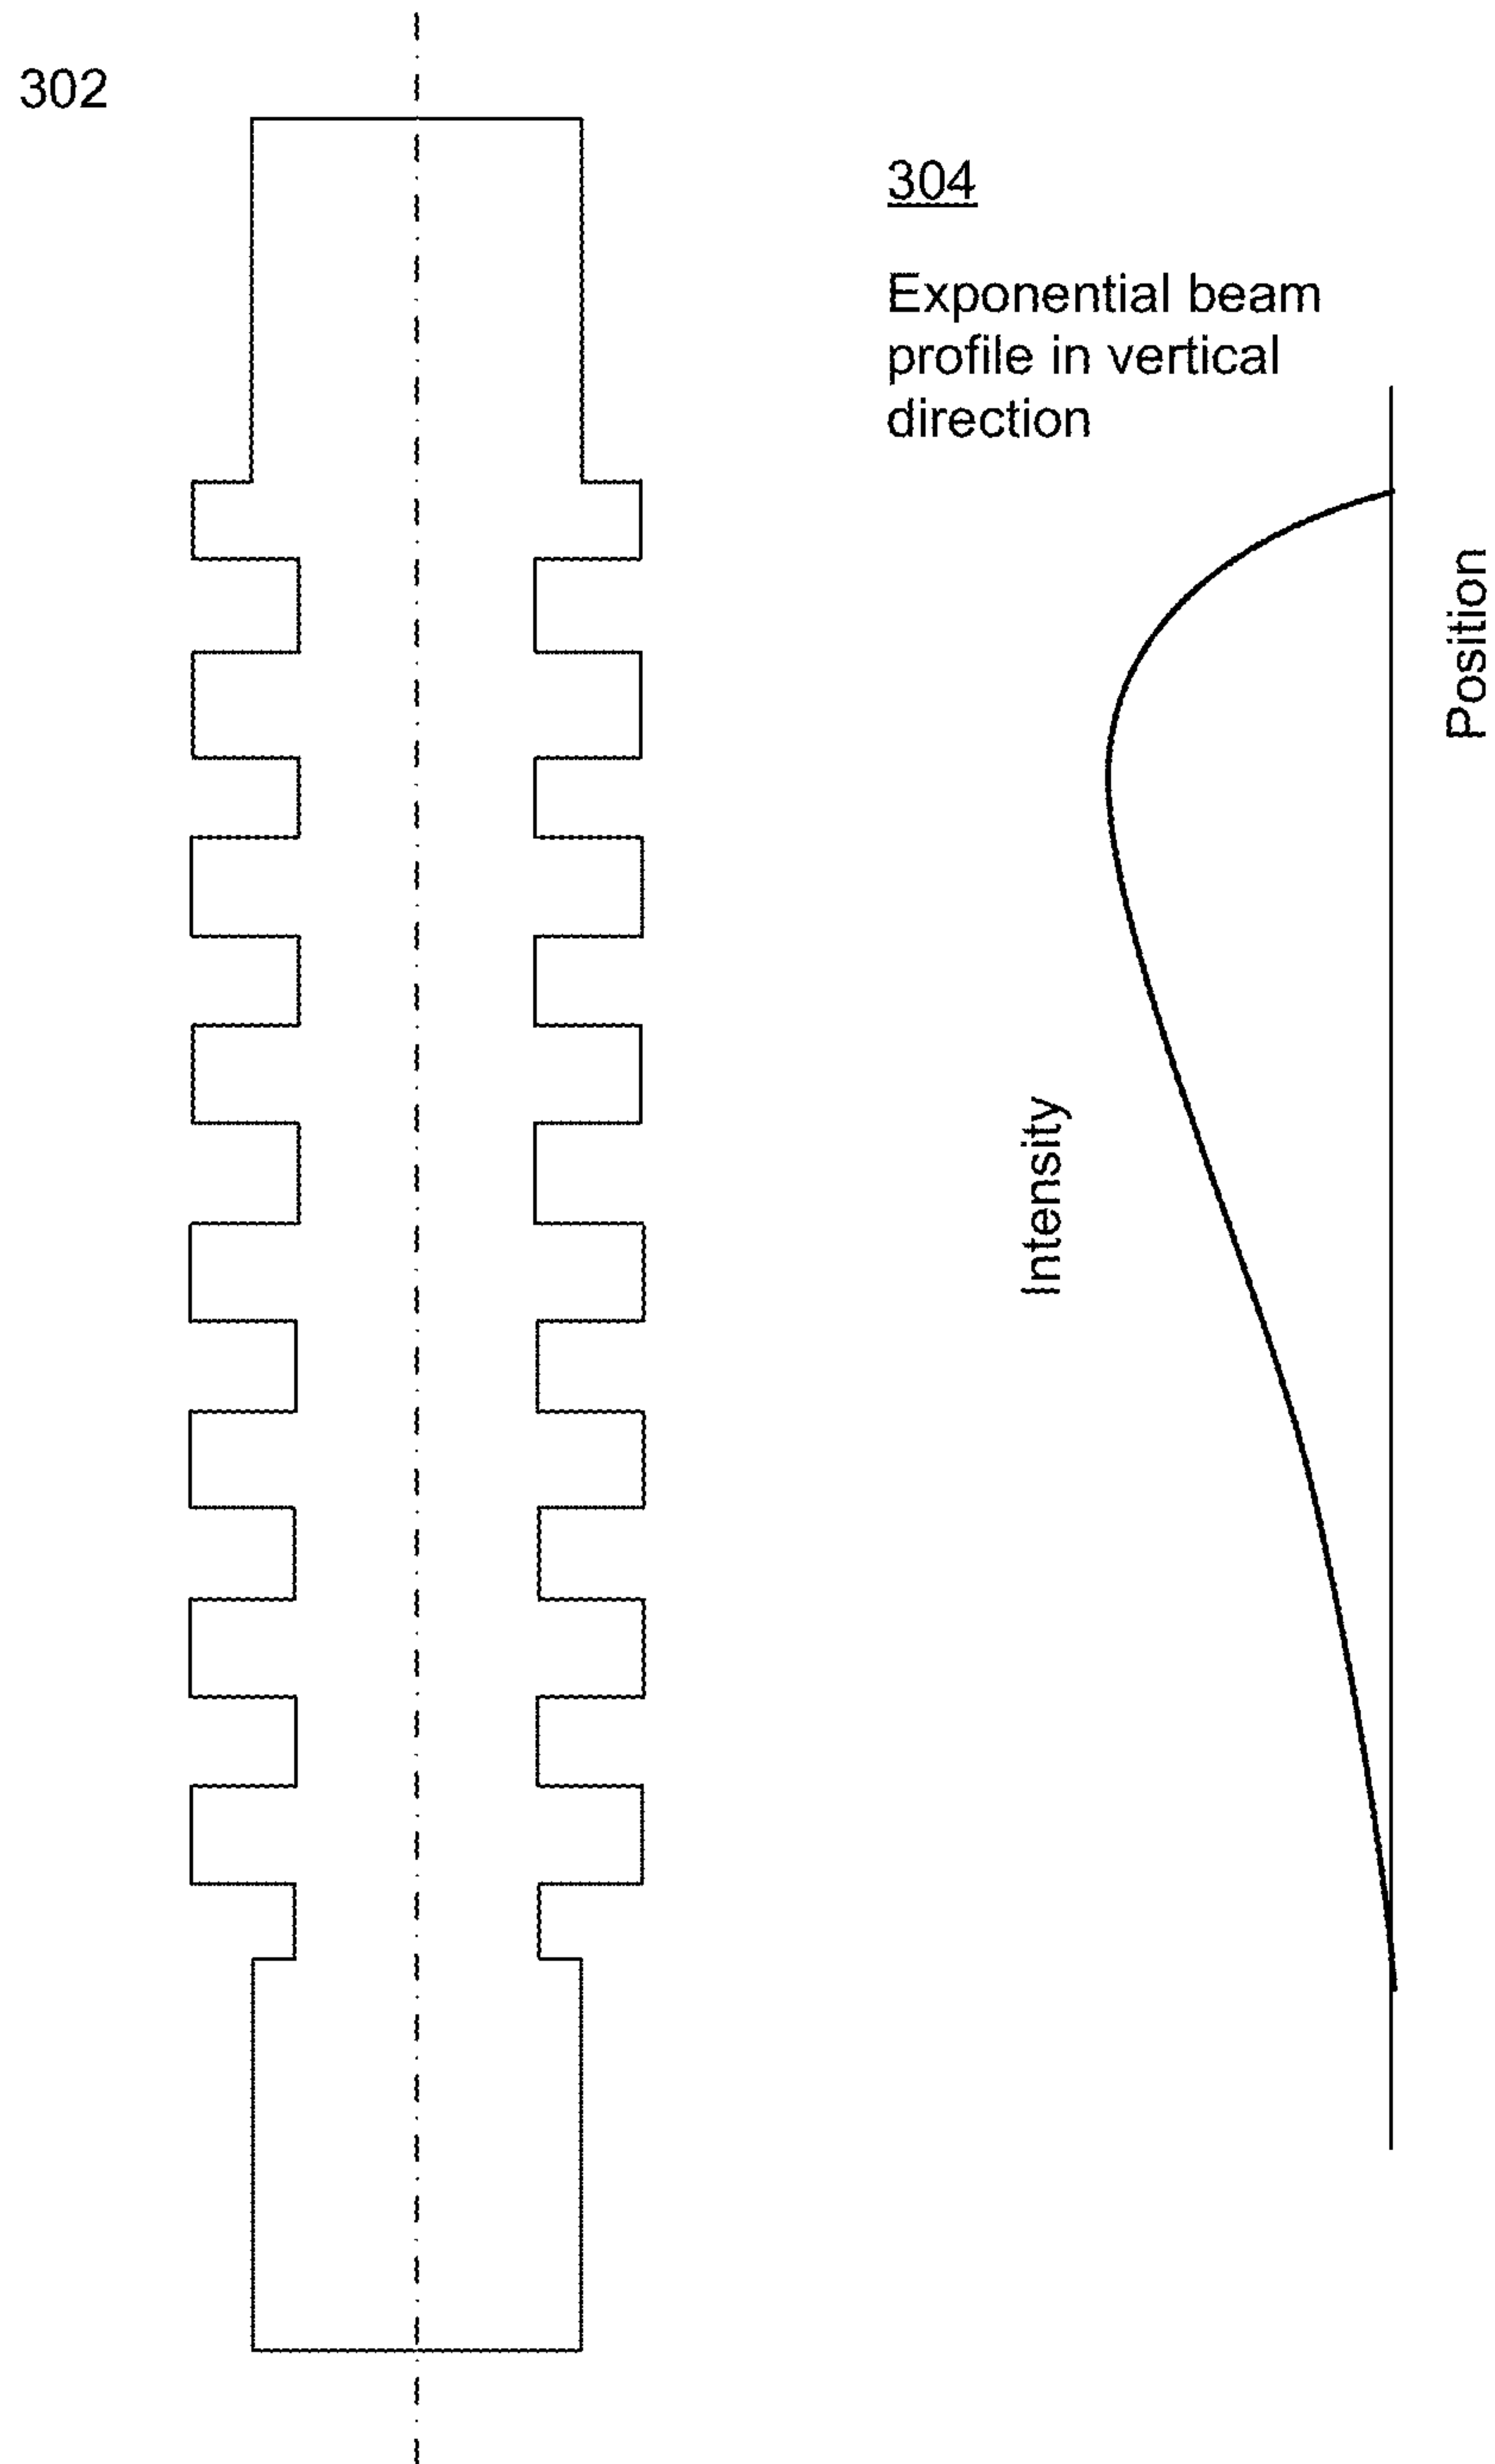 302
304
Exponential beam
profile in vertical
direction
Position
Intensity